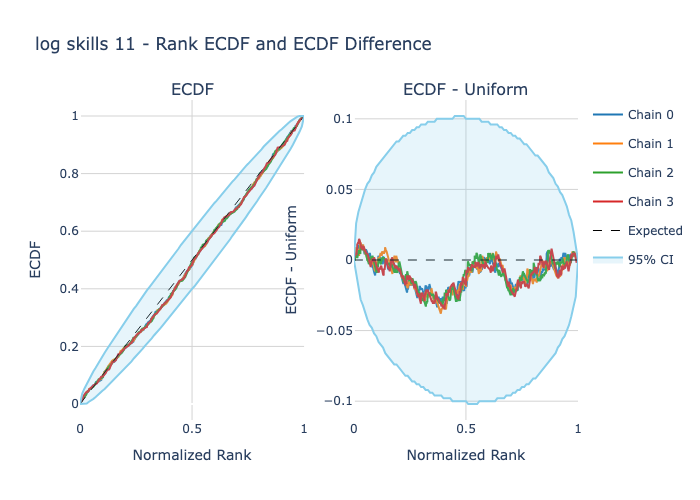 log skills 11 - Rank ECDF and ECDF Difference
ECDF
ECDF - Uniform
1
0.8
0.6
0.4
0.2
0
0
0.5
1
Normalized Rank
ECDF
0.1
0.05
0
−0.05
−0.1
0
0.5
1
Normalized Rank
ECDF - Uniform
Chain 0
Chain 1
Chain 2
Chain 3
Expected
95% CI